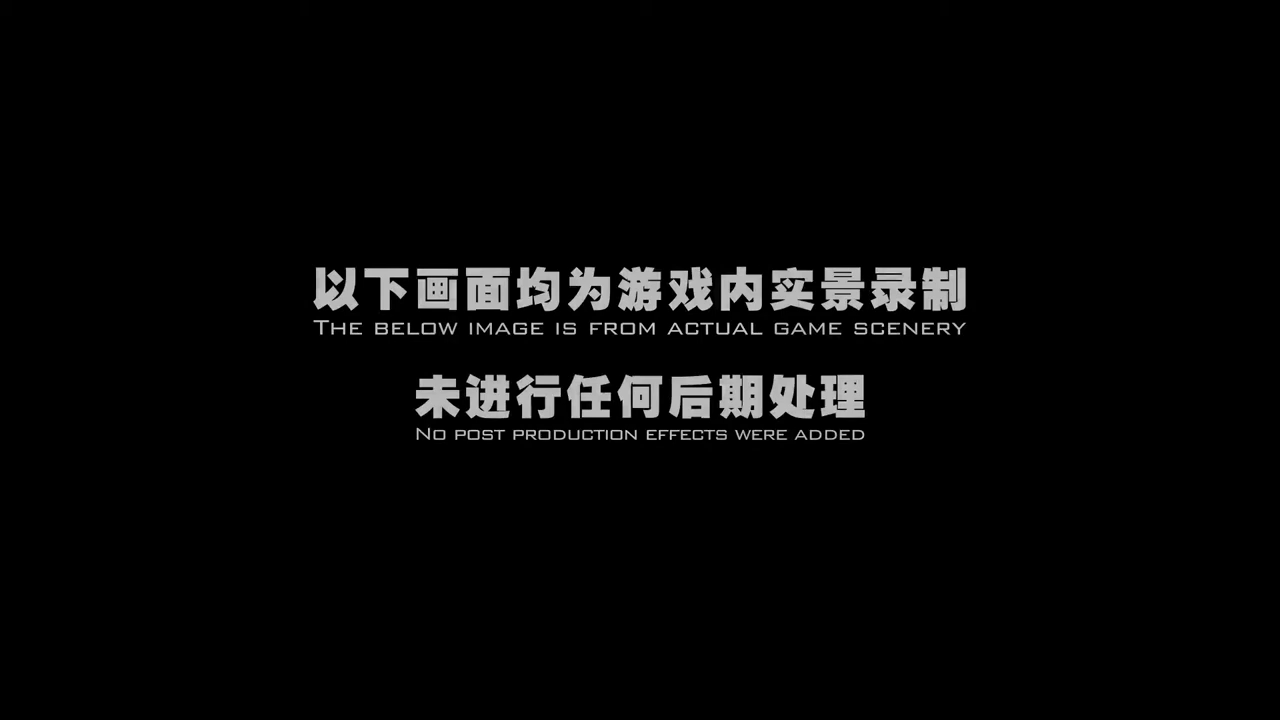 以下画面均为游戏内实景录制
THE BELOW IMAGE IS FROM ACTUAL GAME SCENERY
未进行任何后期处理
NO POST PRODUCTION EFFECTS WERE ADDED